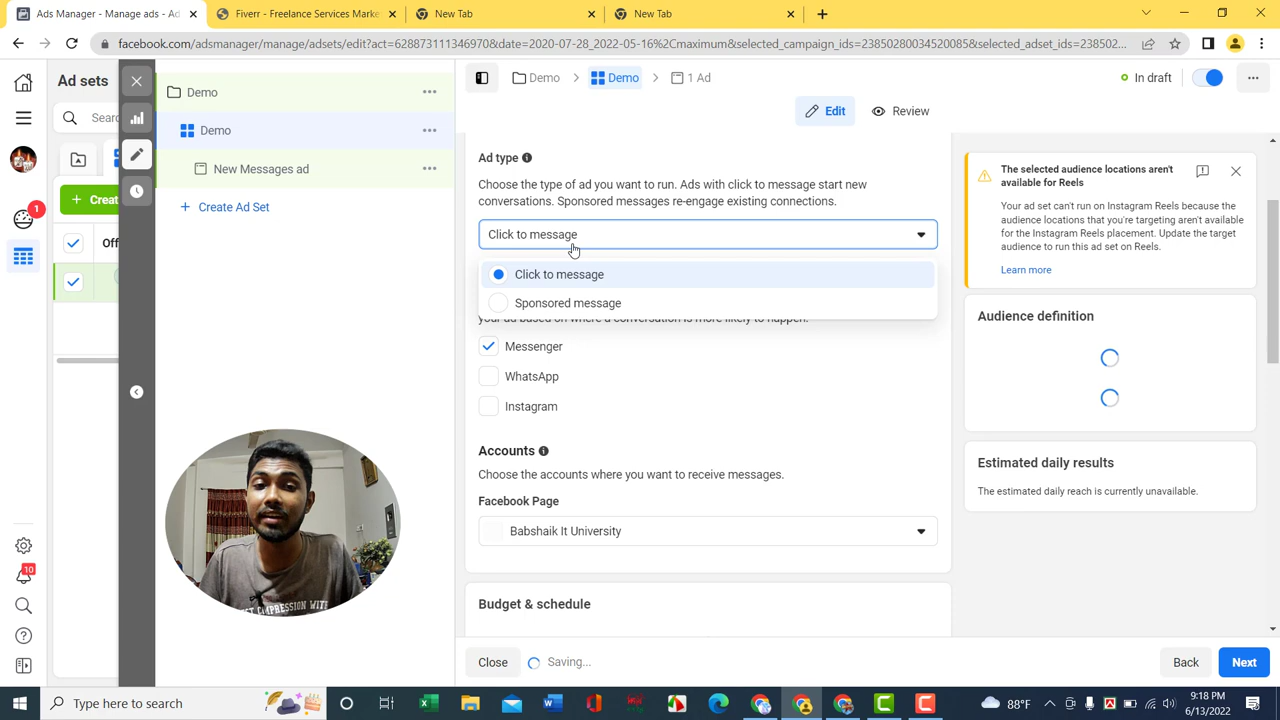 Ads Manager - Manage ads - Ad
Fiverr - Freelance Services Marke
New Tab
New Tab
facebook.com/adsmanager/manage/adsets/edit?act=6288731134697 0&date=2020-07-28_2022-05-16%2Cmaximum&selected_campaign_ids=23850280034520085​8&selected_adset_ids=238502...
Ad sets
Searc
Creat
Off
Demo
Demo
New Messages ad
Create Ad Set
Demo
Demo
1 Ad
In draft
Edit
Review
Ad type
Choose the type of ad you want to run. Ads with click to message start new
conversations. Sponsored messages re-engage existing connections.
Click to message
Click to message
Sponsored message
your ad based on where a conversation is more likely to happen.
Messenger
WhatsApp
Instagram
Accounts
Choose the accounts where you want to receive messages.
Facebook Page
Babshaik It University
Budget & schedule
The selected audience locations aren't
available for Reels
Your ad set can't run on Instagram Reels because the
audience locations that you're targeting aren't available for
the Instagram Reels placement. Update the target
audience to run this ad set on Reels.
Learn more
Audience definition
Estimated daily results
The estimated daily reach is currently unavailable.
Close
Saving...
Back
Next
1
10
Type here to search
88°F
9:18 PM
6/13/2022